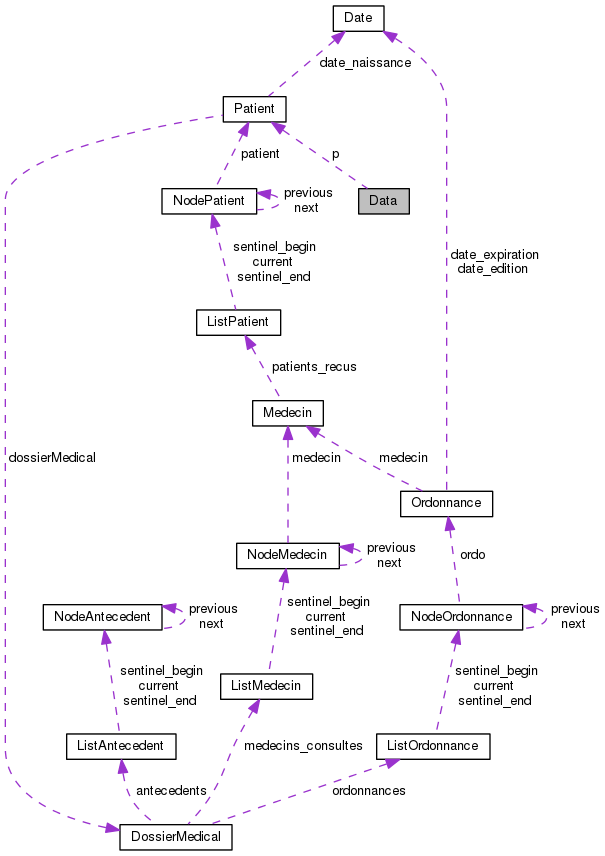 Date
date_naissance
Patient
patient
p
NodePatient
previous
next
Data
sentinel_begin
current
sentinel_end
date_expiration
date_edition
ListPatient
patients_recus
Medecin
dossierMedical
medecin
medecin
Ordonnance
NodeMedecin
previous
next
ordo
NodeAntecedent
previous
next
sentinel_begin
current
sentinel_end
NodeOrdonnance
previous
next
sentinel_begin
current
sentinel_end
ListMedecin
sentinel_begin
current
sentinel_end
ListAntecedent
medecins_consultes
ListOrdonnance
antecedents
ordonnances
DossierMedical